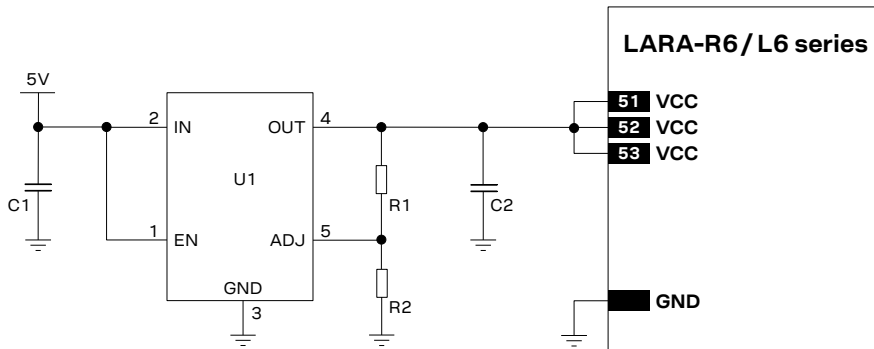 LARA-R6 / L6 series
5V
51 VCC
2 IN OUT 4
52 VCC
53 VCC
U1
C1
R1
C2
1 EN ADJ 5
GND
R2
GND
3